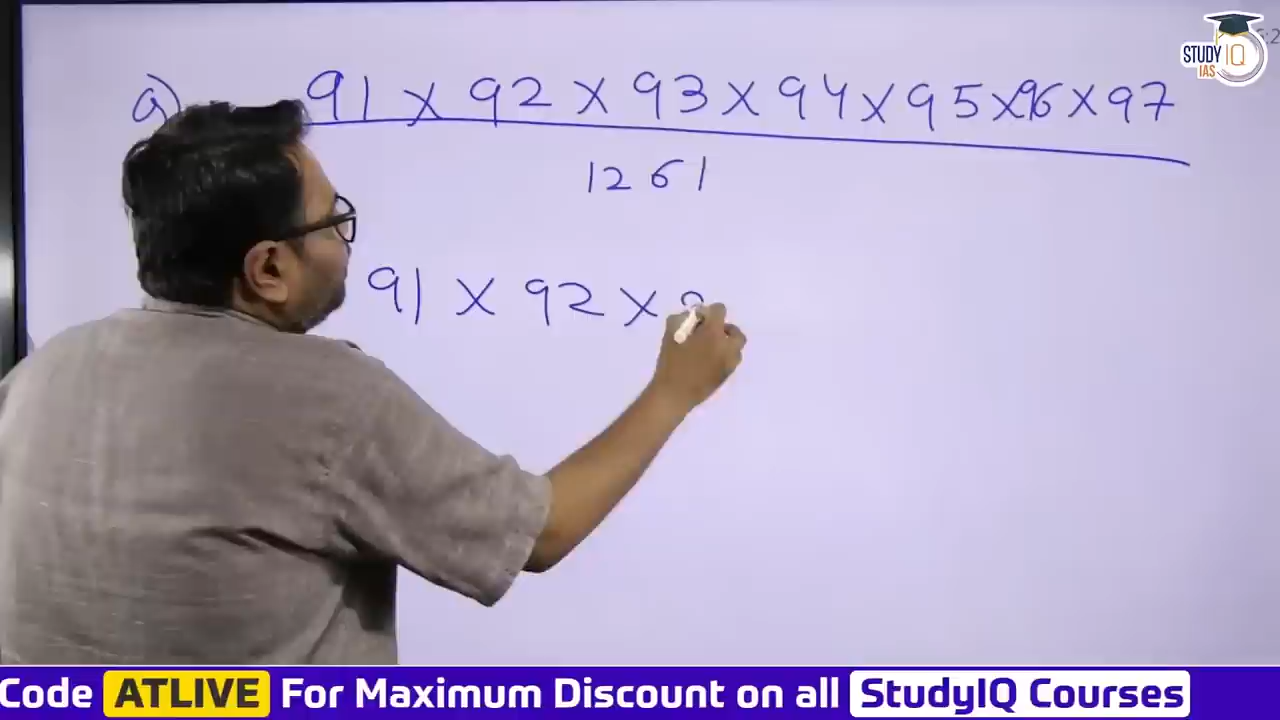 a) 91 × 92 × 93 × 94 × 95 × 96 × 97
1261
91 × 92 ×
STUDY IQ
IAS
Code ATLIVE For Maximum Discount on all StudyIQ Courses